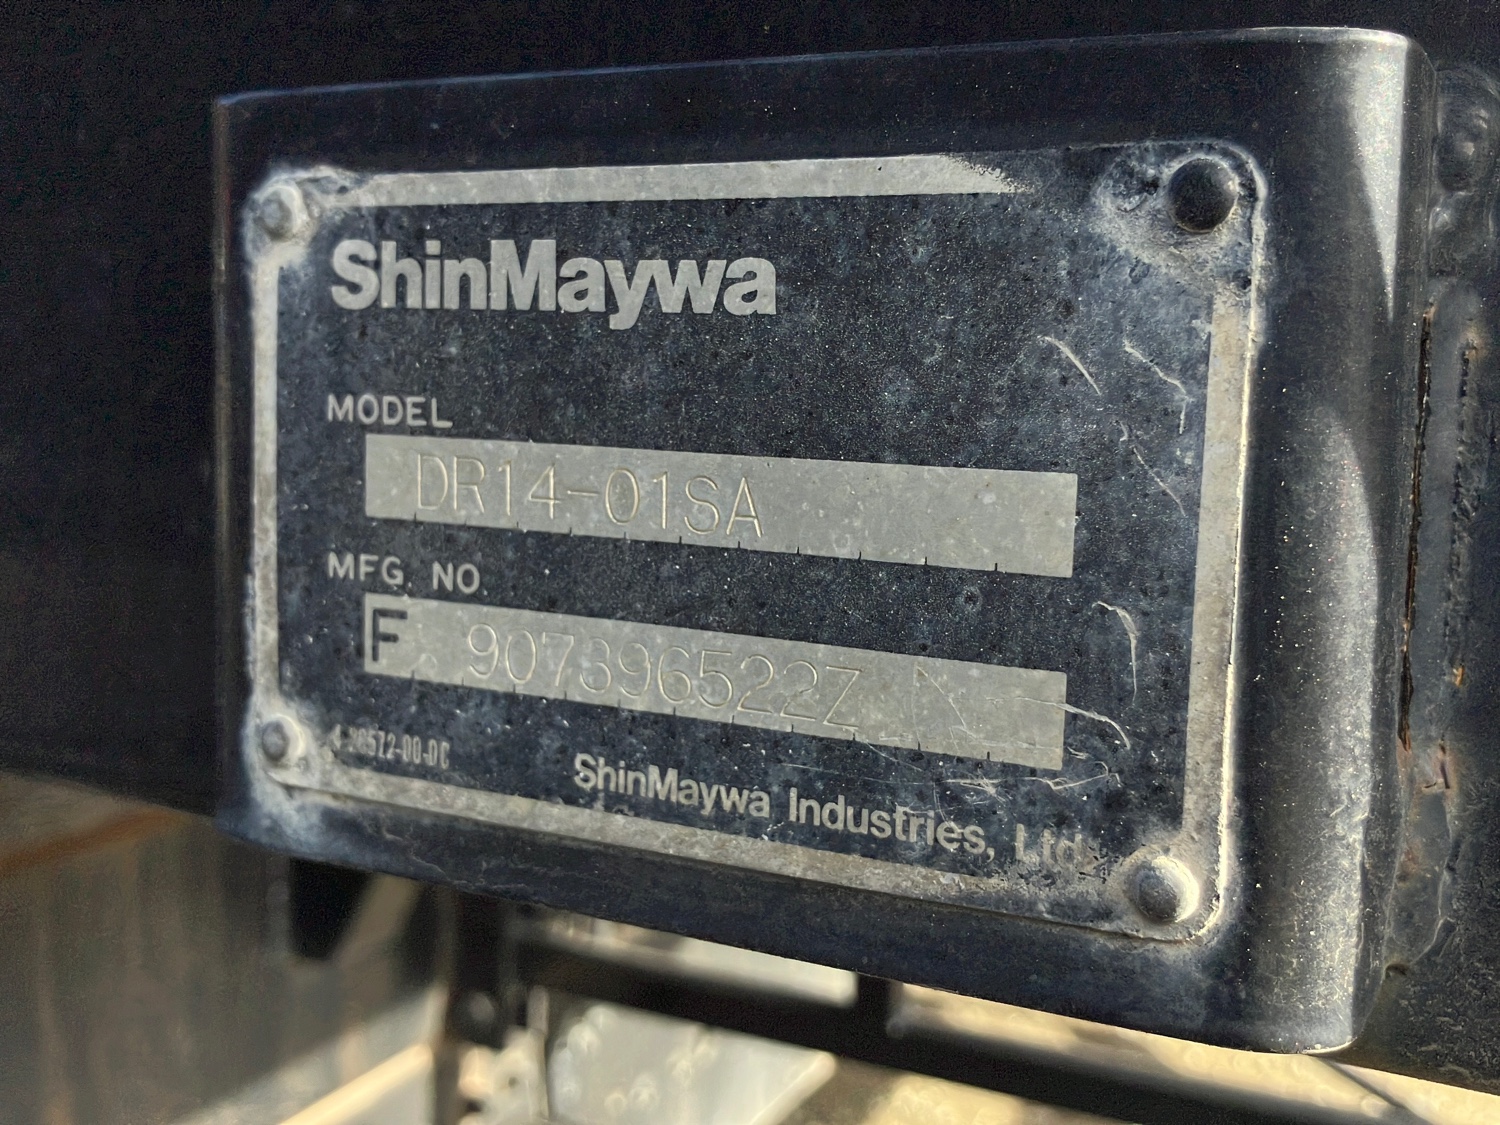 ShinMaywa
MODEL
DR14-01SA
MFG. NO.
F 907396522Z
ShinMaywa Industries, Ltd.